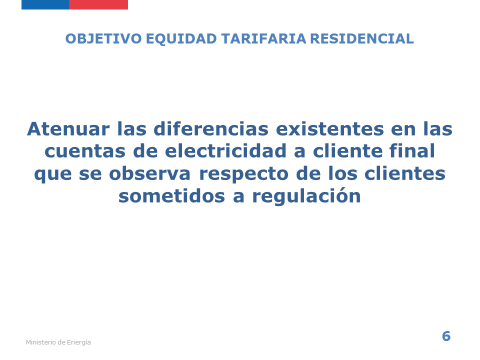 OBJETIVO EQUIDAD TARIFARIA RESIDENCIAL
Atenuar las diferencias existentes en las
cuentas de electricidad a cliente final
que se observa respecto de los clientes
sometidos a regulación
6
Ministerio de Energía